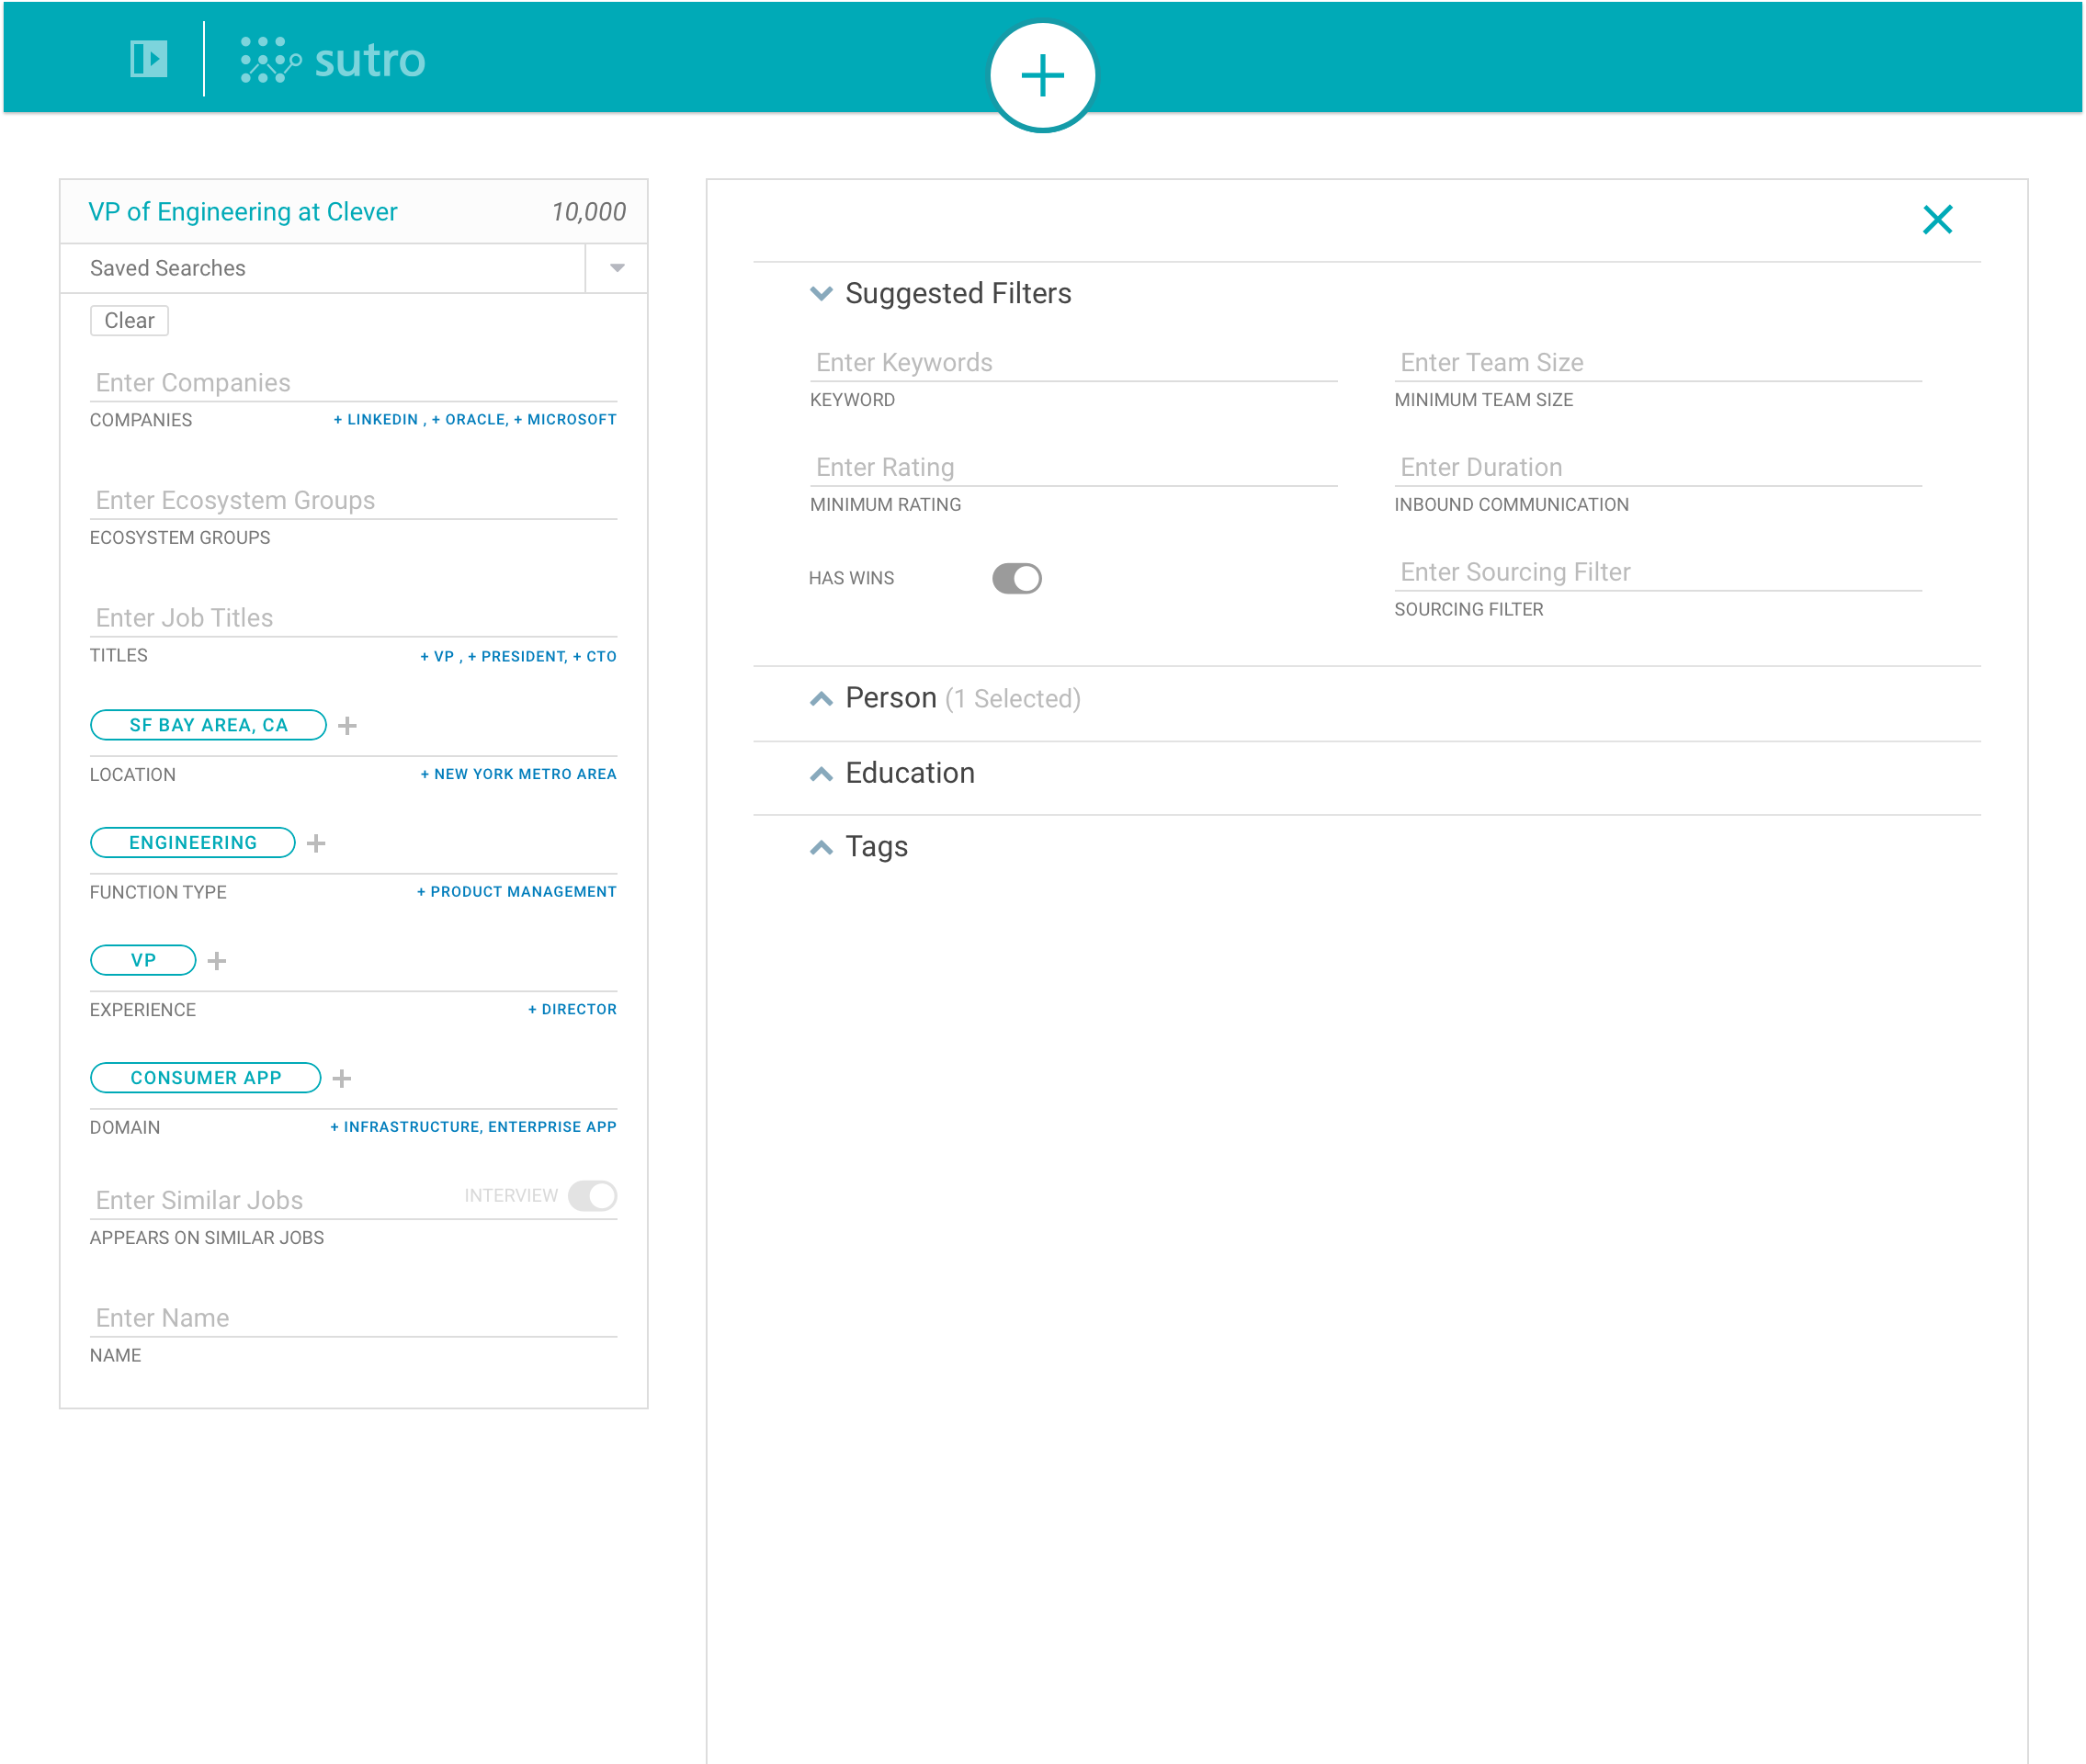 sutro
VP of Engineering at Clever 10,000
Saved Searches
Clear
Enter Companies
COMPANIES + LINKEDIN , + ORACLE, + MICROSOFT
Enter Ecosystem Groups
ECOSYSTEM GROUPS
Enter Job Titles
TITLES + VP , + PRESIDENT, + CTO
SF BAY AREA, CA +
LOCATION + NEW YORK METRO AREA
ENGINEERING +
FUNCTION TYPE + PRODUCT MANAGEMENT
VP +
EXPERIENCE + DIRECTOR
CONSUMER APP +
DOMAIN + INFRASTRUCTURE, ENTERPRISE APP
Enter Similar Jobs INTERVIEW
APPEARS ON SIMILAR JOBS
Enter Name
NAME
Suggested Filters
Enter Keywords
KEYWORD
Enter Team Size
MINIMUM TEAM SIZE
Enter Rating
MINIMUM RATING
Enter Duration
INBOUND COMMUNICATION
HAS WINS
Enter Sourcing Filter
SOURCING FILTER
Person (1 Selected)
Education
Tags